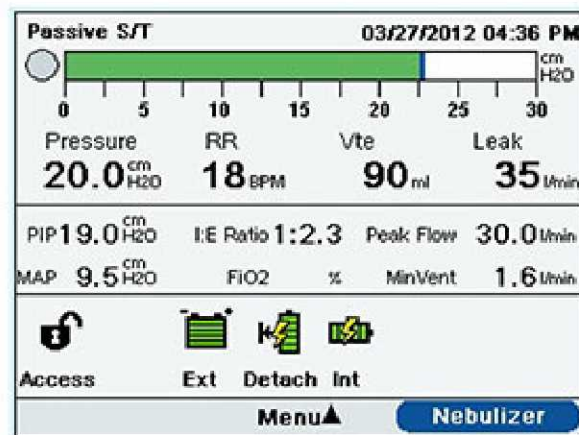 Passive S/T 03/27/2012 04:36 PM
cm H2O
0 5 10 15 20 25 30
Pressure RR Vte Leak
20.0 cm H2O 18 BPM 90 ml 35 l/min
PIP 19.0 cm H2O I:E Ratio 1:2.3 Peak Flow 30.0 l/min
MAP 9.5 cm H2O FiO2 % MinVent 1.6 l/min
Access Ext Detach Int
Menu▲ Nebulizer